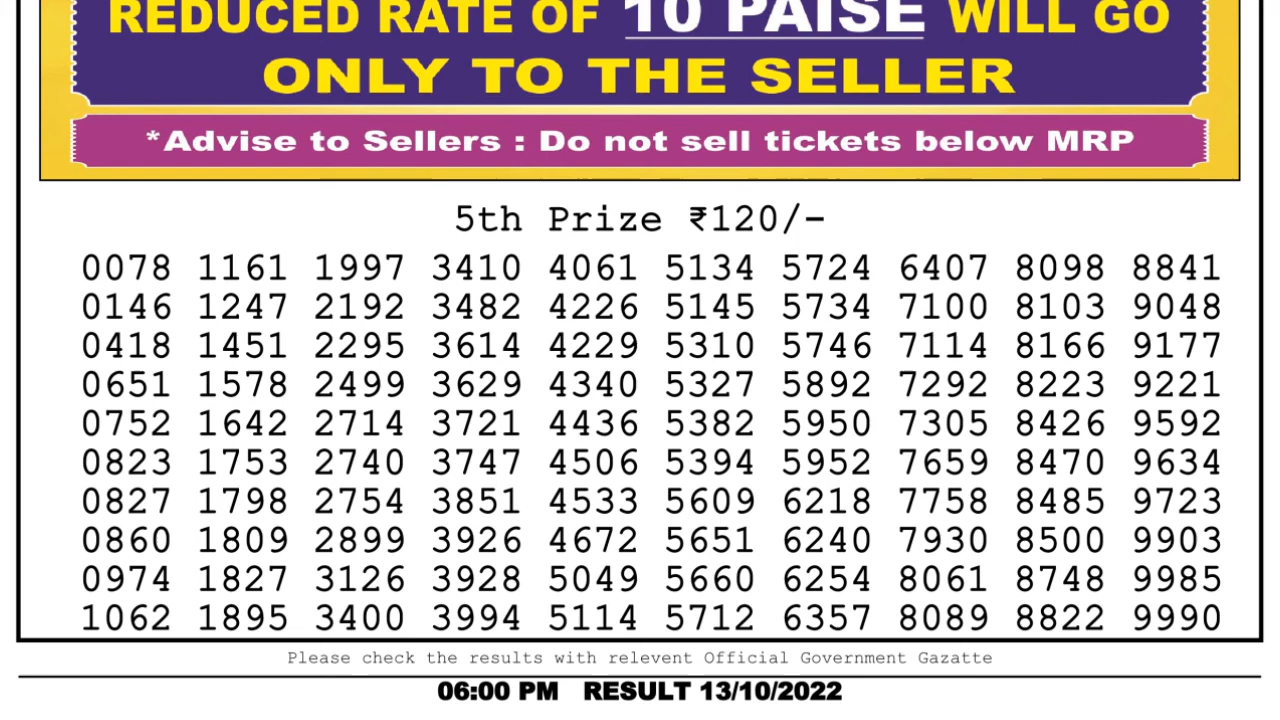 REDUCED RATE OF 10 PAISE WILL GO
ONLY TO THE SELLER
*Advise to Sellers : Do not sell tickets below MRP
5th Prize ₹120/-
0078 1161 1997 3410 4061 5134 5724 6407 8098 8841
0146 1247 2192 3482 4226 5145 5734 7100 8103 9048
0418 1451 2295 3614 4229 5310 5746 7114 8166 9177
0651 1578 2499 3629 4340 5327 5892 7292 8223 9221
0752 1642 2714 3721 4436 5382 5950 7305 8426 9592
0823 1753 2740 3747 4506 5394 5952 7659 8470 9634
0827 1798 2754 3851 4533 5609 6218 7758 8485 9723
0860 1809 2899 3926 4672 5651 6240 7930 8500 9903
0974 1827 3126 3928 5049 5660 6254 8061 8748 9985
1062 1895 3400 3994 5114 5712 6357 8089 8822 9990
Please check the results with relevent Official Government Gazatte
06:00 PM RESULT 13/10/2022